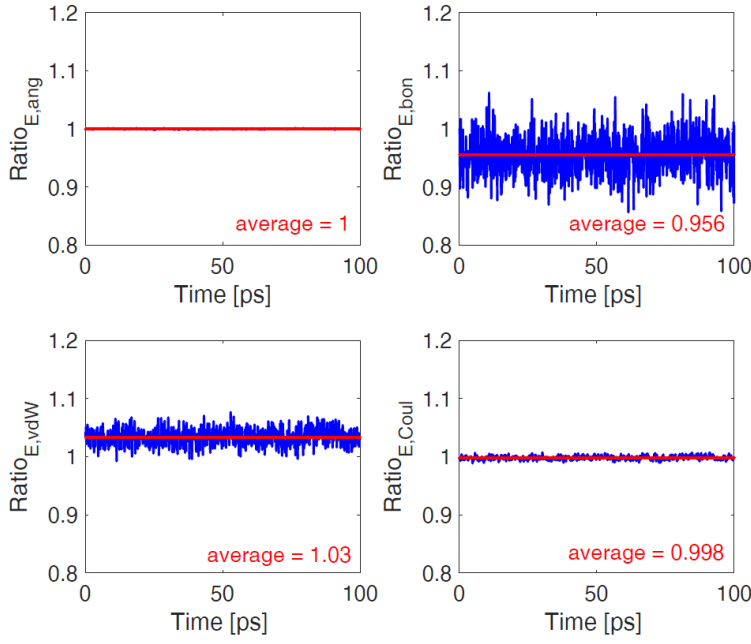 1.2
1.1
1
0.9
0.8
Ratio_E,ang
average = 1
0
50
100
Time [ps]
1.2
1.1
1
0.9
0.8
Ratio_E,bon
average = 0.956
0
50
100
Time [ps]
1.2
1.1
1
0.9
0.8
Ratio_E,vdW
average = 1.03
0
50
100
Time [ps]
1.2
1.1
1
0.9
0.8
Ratio_E,Coul
average = 0.998
0
50
100
Time [ps]